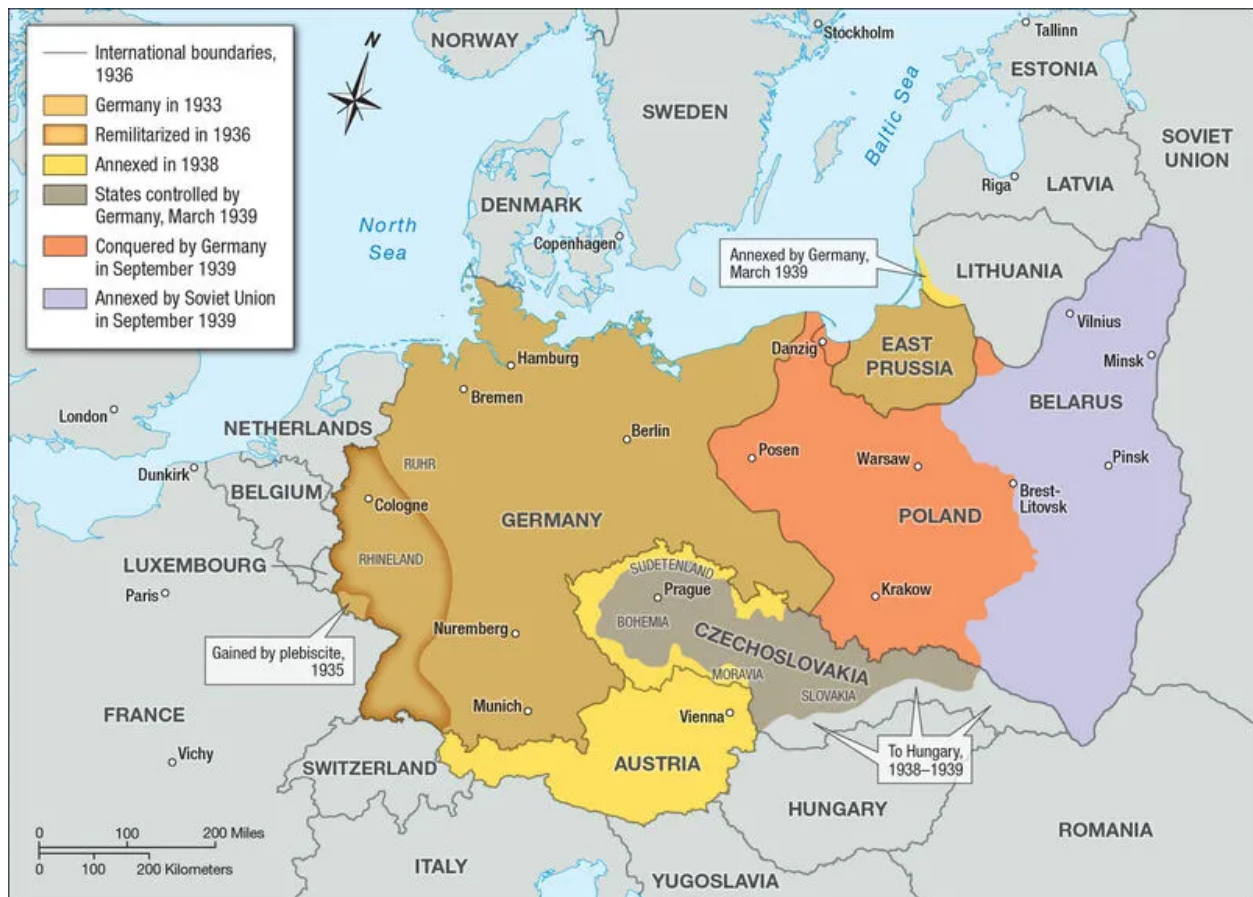 International boundaries,
1936
Germany in 1933
Remilitarized in 1936
Annexed in 1938
States controlled by
Germany, March 1939
Conquered by Germany
in September 1939
Annexed by Soviet Union
in September 1939
N
NORWAY
Stockholm
Tallinn
ESTONIA
SWEDEN
Baltic Sea
SOVIET
UNION
Riga
LATVIA
North
Sea
DENMARK
Copenhagen
Annexed by Germany,
March 1939
LITHUANIA
Vilnius
Minsk
Danzig
EAST
PRUSSIA
Hamburg
Bremen
BELARUS
London
NETHERLANDS
Berlin
Posen
Warsaw
Pinsk
Dunkirk
RUHR
BELGIUM
Cologne
Brest-
Litovsk
GERMANY
POLAND
LUXEMBOURG
RHINELAND
SUDETENLAND
Paris
Prague
Krakow
BOHEMIA
Nuremberg
CZECHOSLOVAKIA
Gained by plebiscite,
1935
MORAVIA
SLOVAKIA
FRANCE
Munich
Vienna
Vichy
SWITZERLAND
AUSTRIA
To Hungary,
1938–1939
HUNGARY
ROMANIA
0 100 200 Miles
0 100 200 Kilometers
ITALY
YUGOSLAVIA